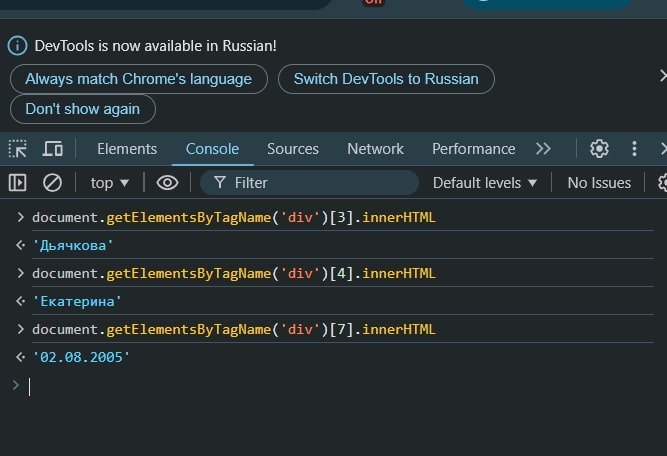 on
DevTools is now available in Russian!
Always match Chrome's language
Switch DevTools to Russian
Don't show again
Elements Console Sources Network Performance
top Filter Default levels No Issues
document.getElementsByTagName('div')[3].innerHTML
'Дьячкова'
document.getElementsByTagName('div')[4].innerHTML
'Екатерина'
document.getElementsByTagName('div')[7].innerHTML
'02.08.2005'